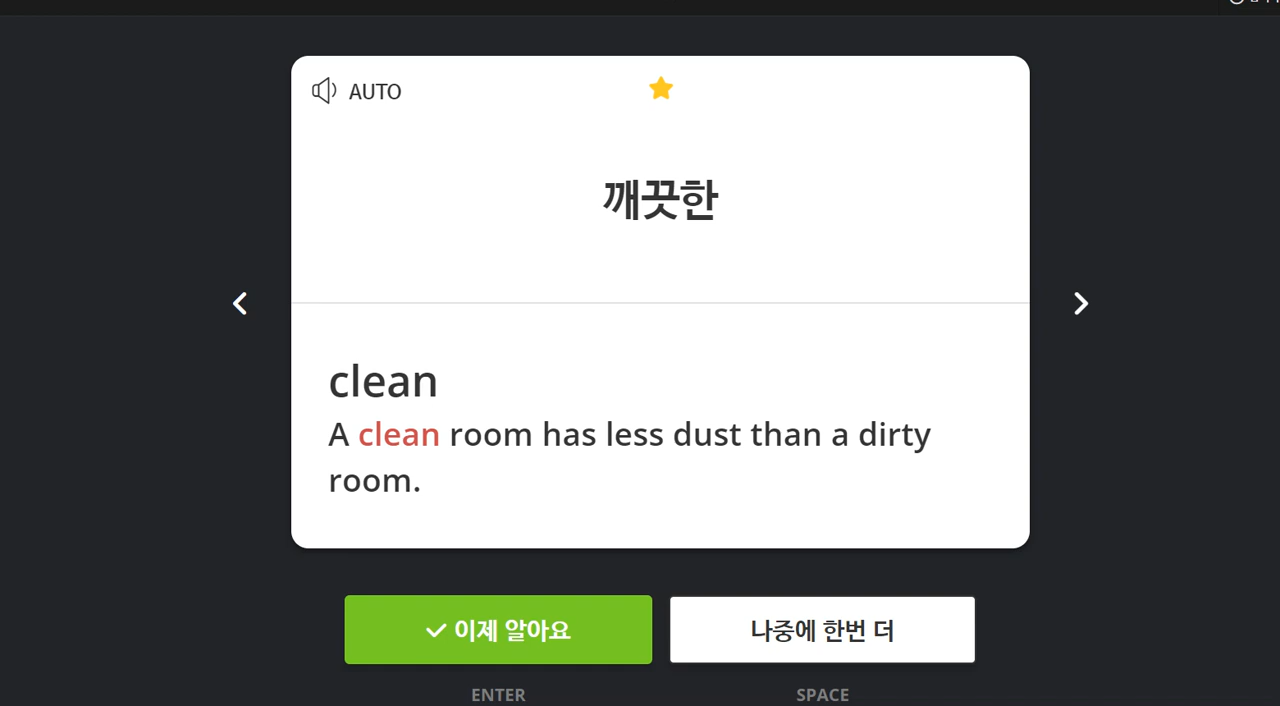 AUTO
깨끗한
clean
A clean room has less dust than a dirty
room.
이제 알아요
나중에 한번 더
ENTER
SPACE